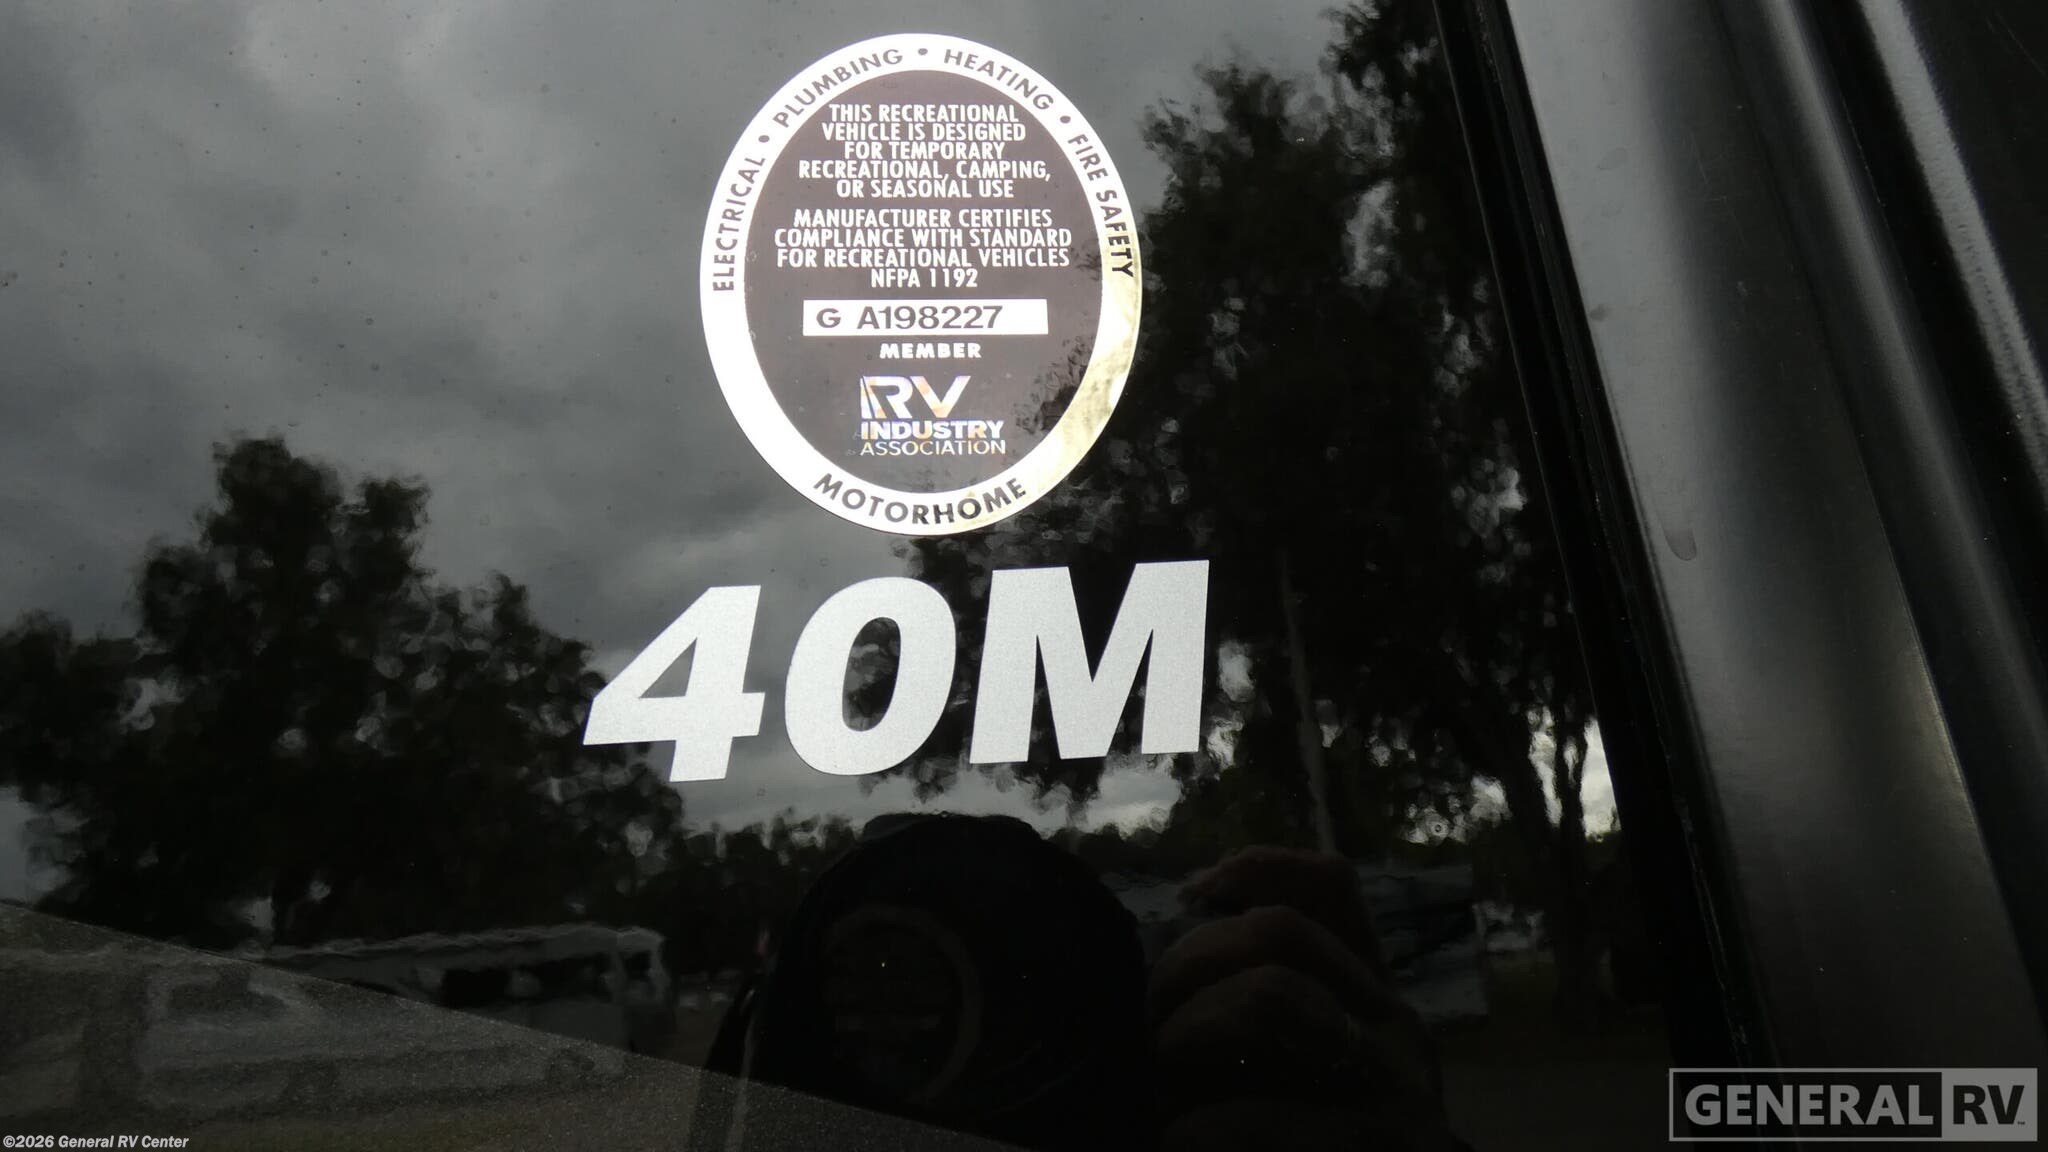 ELECTRICAL • PLUMBING • HEATING • FIRE SAFETY
THIS RECREATIONAL
VEHICLE IS DESIGNED
FOR TEMPORARY
RECREATIONAL, CAMPING,
OR SEASONAL USE
MANUFACTURER CERTIFIES
COMPLIANCE WITH STANDARD
FOR RECREATIONAL VEHICLES
NFPA 1192
G A198227
MEMBER
RV
INDUSTRY
ASSOCIATION
MOTORHOME
40M
GENERAL RV
©2026 General RV Center